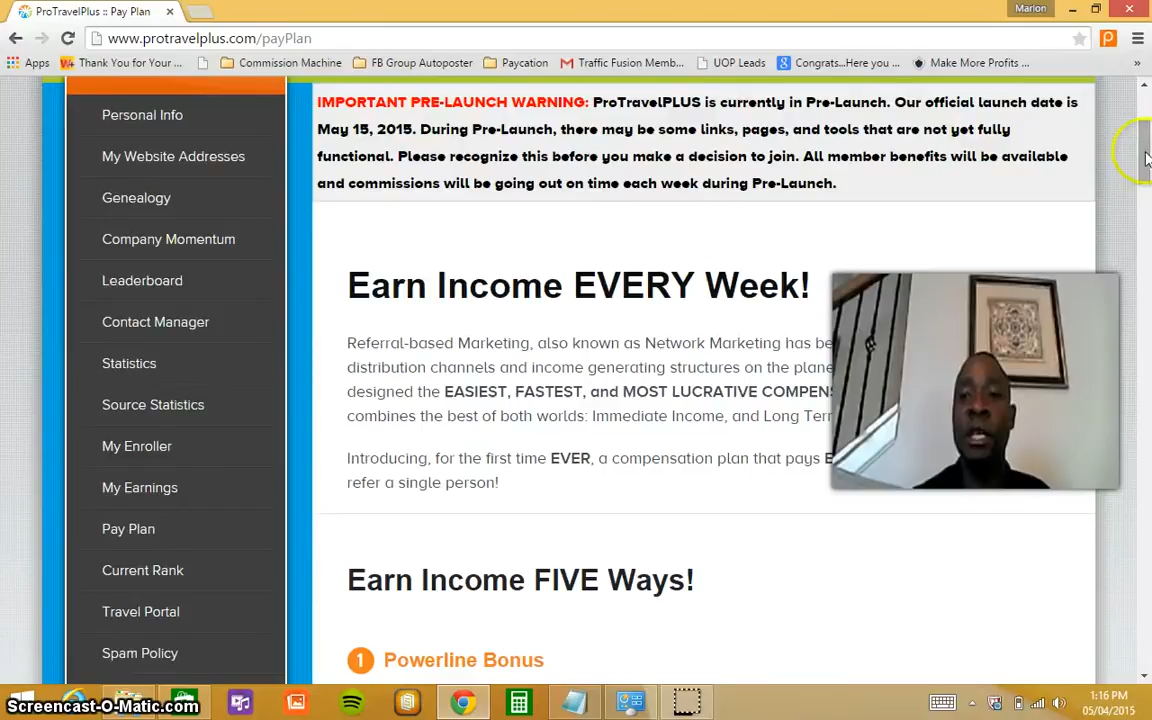 ProTravelPlus :: Pay Plan
Marlon
www.protravelplus.com/payPlan
Apps
Thank You for Your ...
Commission Machine
FB Group Autoposter
Paycation
Traffic Fusion Memb...
UOP Leads
Congrats...Here you ...
Make More Profits ...
»
Personal Info
My Website Addresses
Genealogy
Company Momentum
Leaderboard
Contact Manager
Statistics
Source Statistics
My Enroller
My Earnings
Pay Plan
Current Rank
Travel Portal
Spam Policy
IMPORTANT PRE-LAUNCH WARNING: ProTravelPLUS is currently in Pre-Launch. Our official launch date is
May 15, 2015. During Pre-Launch, there may be some links, pages, and tools that are not yet fully
functional. Please recognize this before you make a decision to join. All member benefits will be available
and commissions will be going out on time each week during Pre-Launch.
Earn Income EVERY Week!
Referral-based Marketing, also known as Network Marketing has be
distribution channels and income generating structures on the plane
designed the EASIEST, FASTEST, and MOST LUCRATIVE COMPENS
combines the best of both worlds: Immediate Income, and Long Terr
Introducing, for the first time EVER, a compensation plan that pays E
refer a single person!
Earn Income FIVE Ways!
1 Powerline Bonus
Screencast-O-Matic.com
1:16 PM
05/04/2015